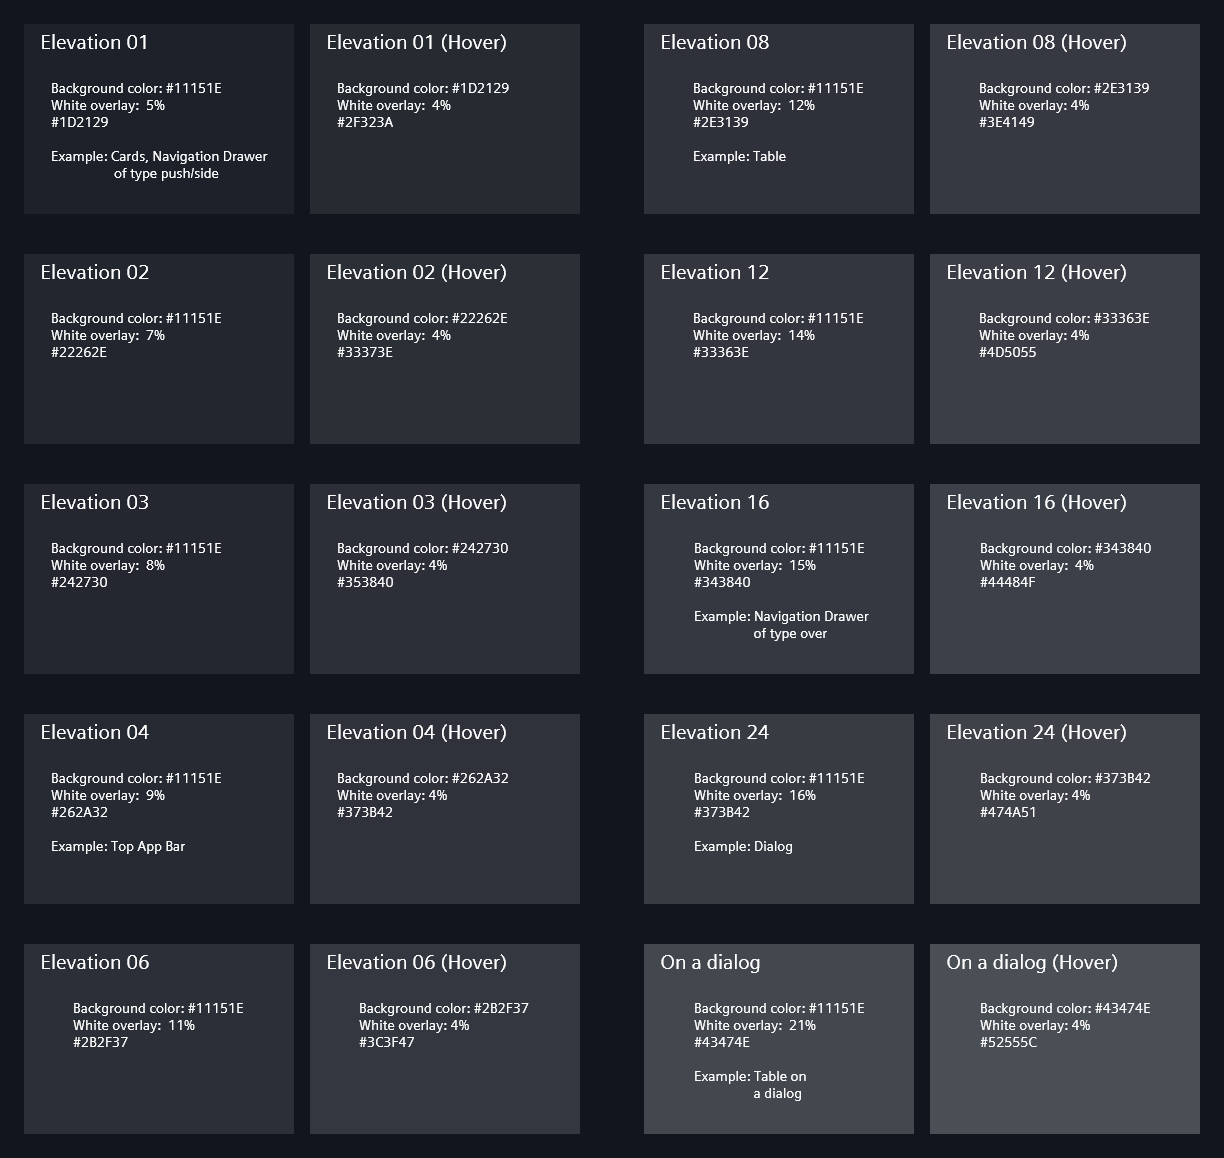 Elevation 01
Background color: #11151E
White overlay: 5%
#1D2129
Example: Cards, Navigation Drawer
of type push/side
Elevation 01 (Hover)
Background color: #1D2129
White overlay: 4%
#2F323A
Elevation 08
Background color: #11151E
White overlay: 12%
#2E3139
Example: Table
Elevation 08 (Hover)
Background color: #2E3139
White overlay: 4%
#3E4149
Elevation 02
Background color: #11151E
White overlay: 7%
#22262E
Elevation 02 (Hover)
Background color: #22262E
White overlay: 4%
#33373E
Elevation 12
Background color: #11151E
White overlay: 14%
#33363E
Elevation 12 (Hover)
Background color: #33363E
White overlay: 4%
#4D5055
Elevation 03
Background color: #11151E
White overlay: 8%
#242730
Elevation 03 (Hover)
Background color: #242730
White overlay: 4%
#353840
Elevation 16
Background color: #11151E
White overlay: 15%
#343840
Example: Navigation Drawer
of type over
Elevation 16 (Hover)
Background color: #343840
White overlay: 4%
#44484F
Elevation 04
Background color: #11151E
White overlay: 9%
#262A32
Example: Top App Bar
Elevation 04 (Hover)
Background color: #262A32
White overlay: 4%
#373B42
Elevation 24
Background color: #11151E
White overlay: 16%
#373B42
Example: Dialog
Elevation 24 (Hover)
Background color: #373B42
White overlay: 4%
#474A51
Elevation 06
Background color: #11151E
White overlay: 11%
#2B2F37
Elevation 06 (Hover)
Background color: #2B2F37
White overlay: 4%
#3C3F47
On a dialog
Background color: #11151E
White overlay: 21%
#43474E
Example: Table on
a dialog
On a dialog (Hover)
Background color: #43474E
White overlay: 4%
#52555C